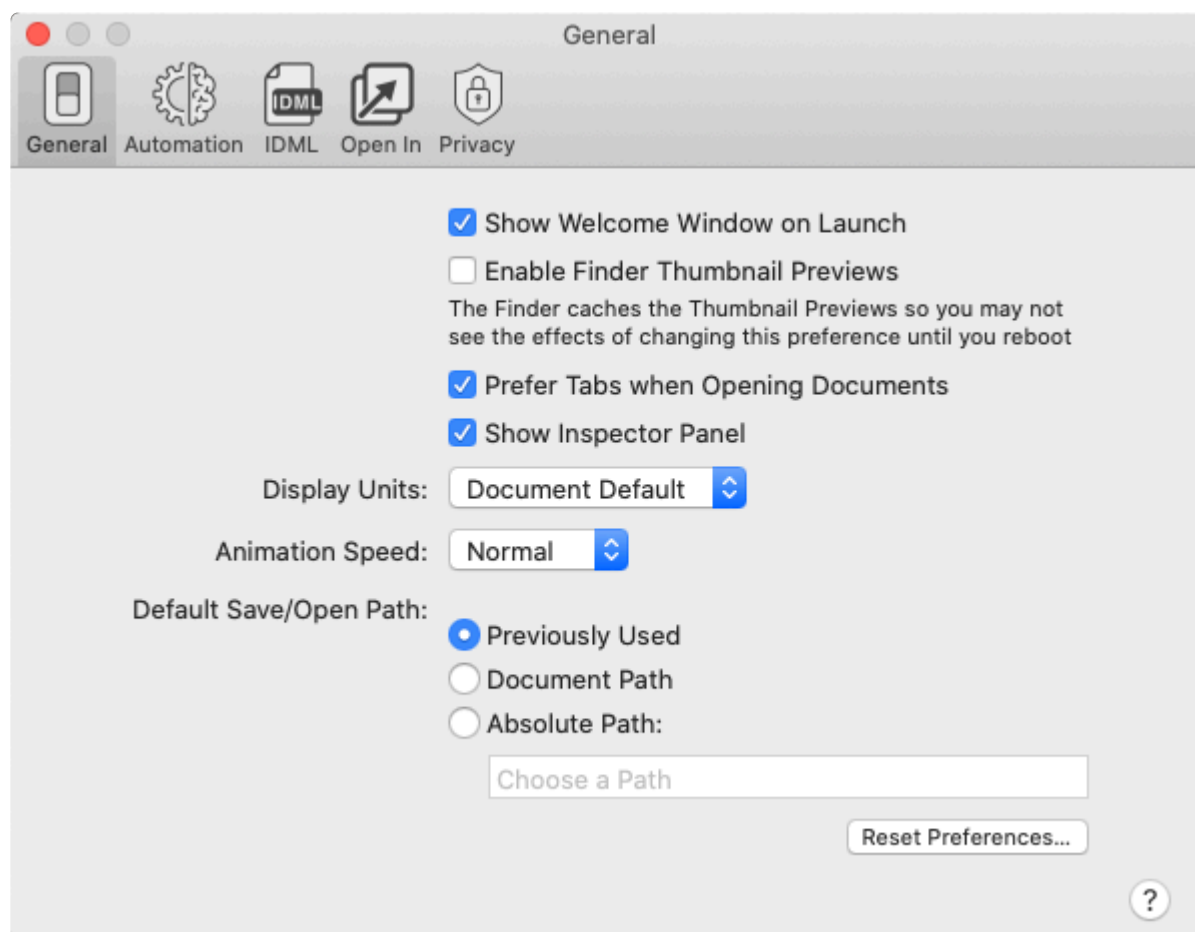 General
IDML
General Automation IDML Open In Privacy
Show Welcome Window on Launch
Enable Finder Thumbnail Previews
The Finder caches the Thumbnail Previews so you may not
see the effects of changing this preference until you reboot
Prefer Tabs when Opening Documents
Show Inspector Panel
Display Units: Document Default
Animation Speed: Normal
Default Save/Open Path:
Previously Used
Document Path
Absolute Path:
Choose a Path
Reset Preferences...
?